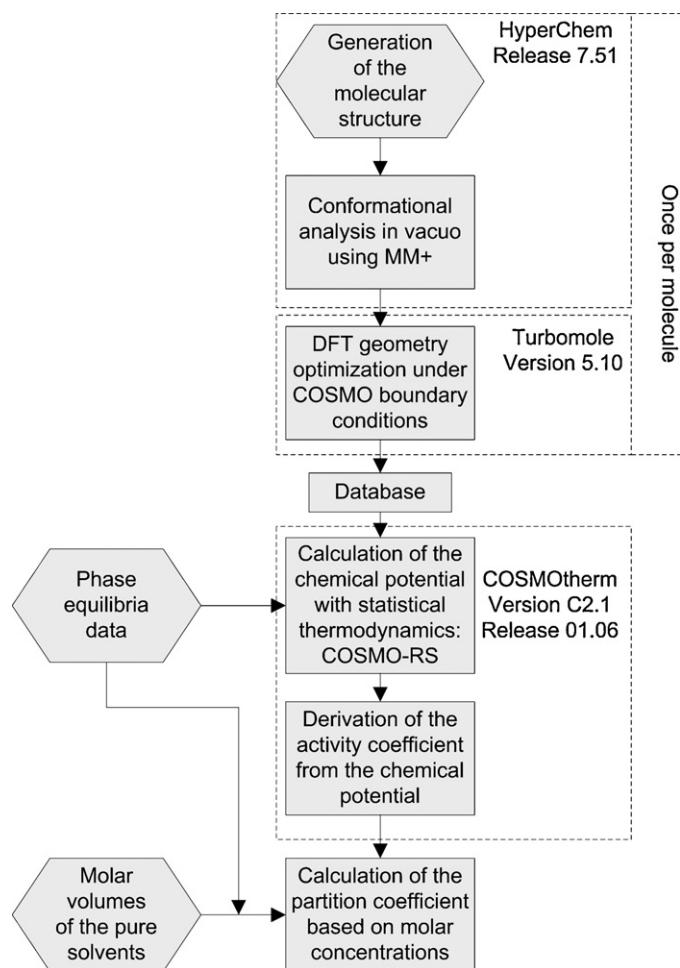 Generation
of the
molecular
structure
HyperChem
Release 7.51
Conformational
analysis in vacuo
using MM+
Once per molecule
DFT geometry
optimization under
COSMO boundary
conditions
Turbomole
Version 5.10
Database
Phase
equilibria
data
Calculation of the
chemical potential
with statistical
thermodynamics:
COSMO-RS
COSMOtherm
Version C2.1
Release 01.06
Derivation of the
activity coefficient
from the chemical
potential
Molar
volumes
of the pure
solvents
Calculation of the
partition coefficient
based on molar
concentrations